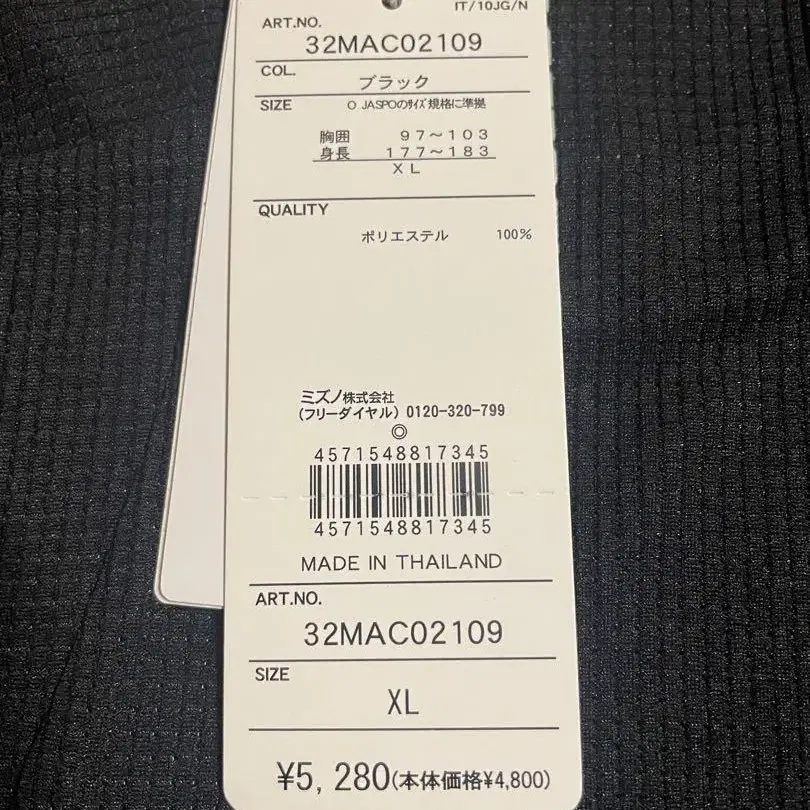 IT/10JG/N
ART.NO.
32MAC02109
COL.
ブラック
SIZE O JASPOのサイズ規格に準拠
胸囲 97～103
身長 177～183
XL
QUALITY
ポリエステル 100%
ミズノ株式会社
(フリーダイヤル) 0120-320-799
◎
4571548817345
4571548817345
MADE IN THAILAND
ART.NO.
32MAC02109
SIZE
XL
¥5,280(本体価格¥4,800)